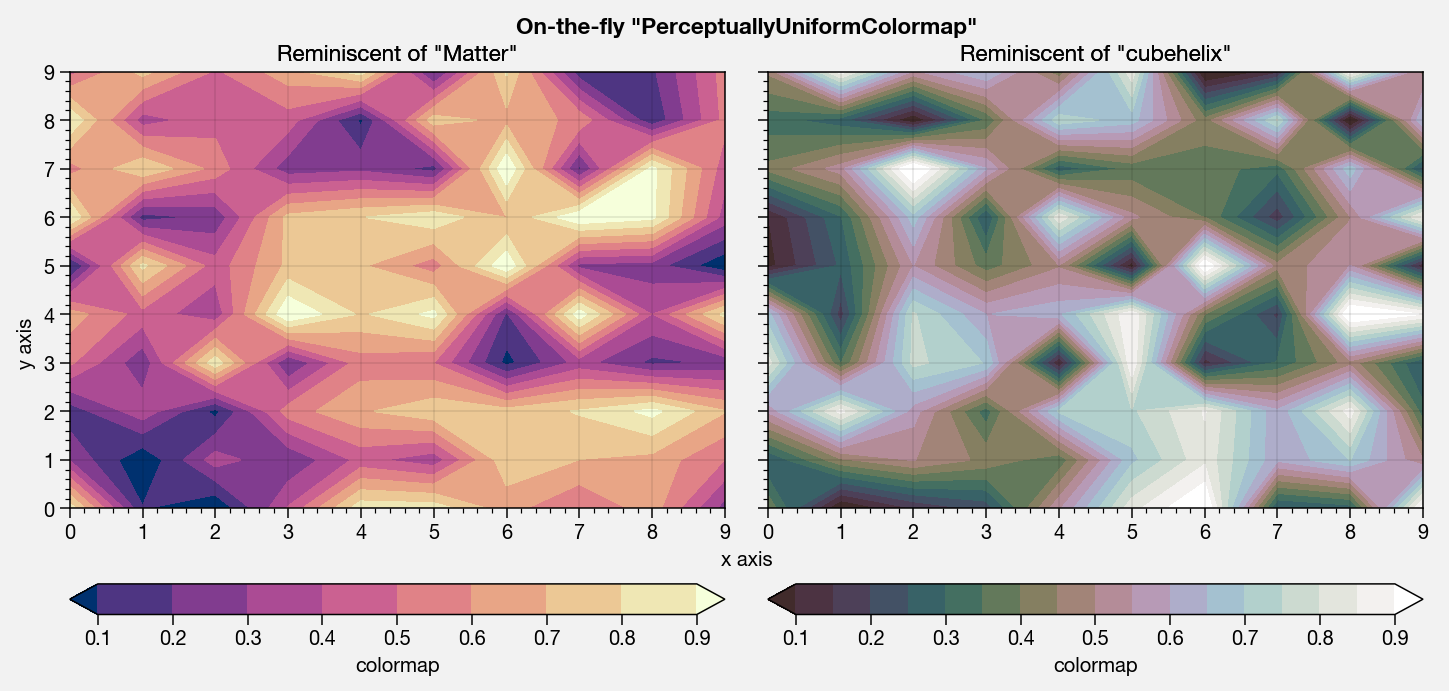 On-the-fly "PerceptuallyUniformColormap"
Reminiscent of "Matter"
Reminiscent of "cubehelix"
9
8
7
6
5
4
3
2
1
0
y axis
0 1 2 3 4 5 6 7 8 9
0 1 2 3 4 5 6 7 8 9
x axis
0.1 0.2 0.3 0.4 0.5 0.6 0.7 0.8 0.9
colormap
0.1 0.2 0.3 0.4 0.5 0.6 0.7 0.8 0.9
colormap